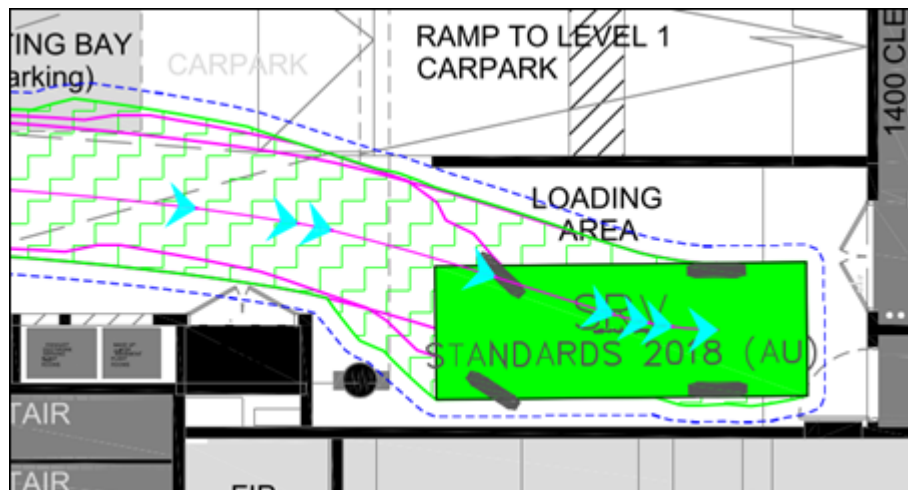 TING BAY
arking)
CARPARK
RAMP TO LEVEL 1
CARPARK
1400 CLE
LOADING
AREA
SRV
STANDARDS 2018 (AU)
TAIR
TAIR
FIP